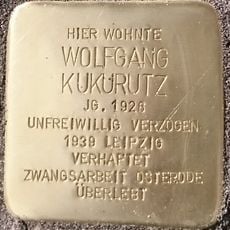 HIER WOHNTE
WOLFGANG
KUKURUTZ
JG. 1926
UNFREIWILLIG VERZOGEN
1939 LEIPZIG
VERHAFTET
ZWANGSARBEIT OSTERODE
ÜBERLEBT